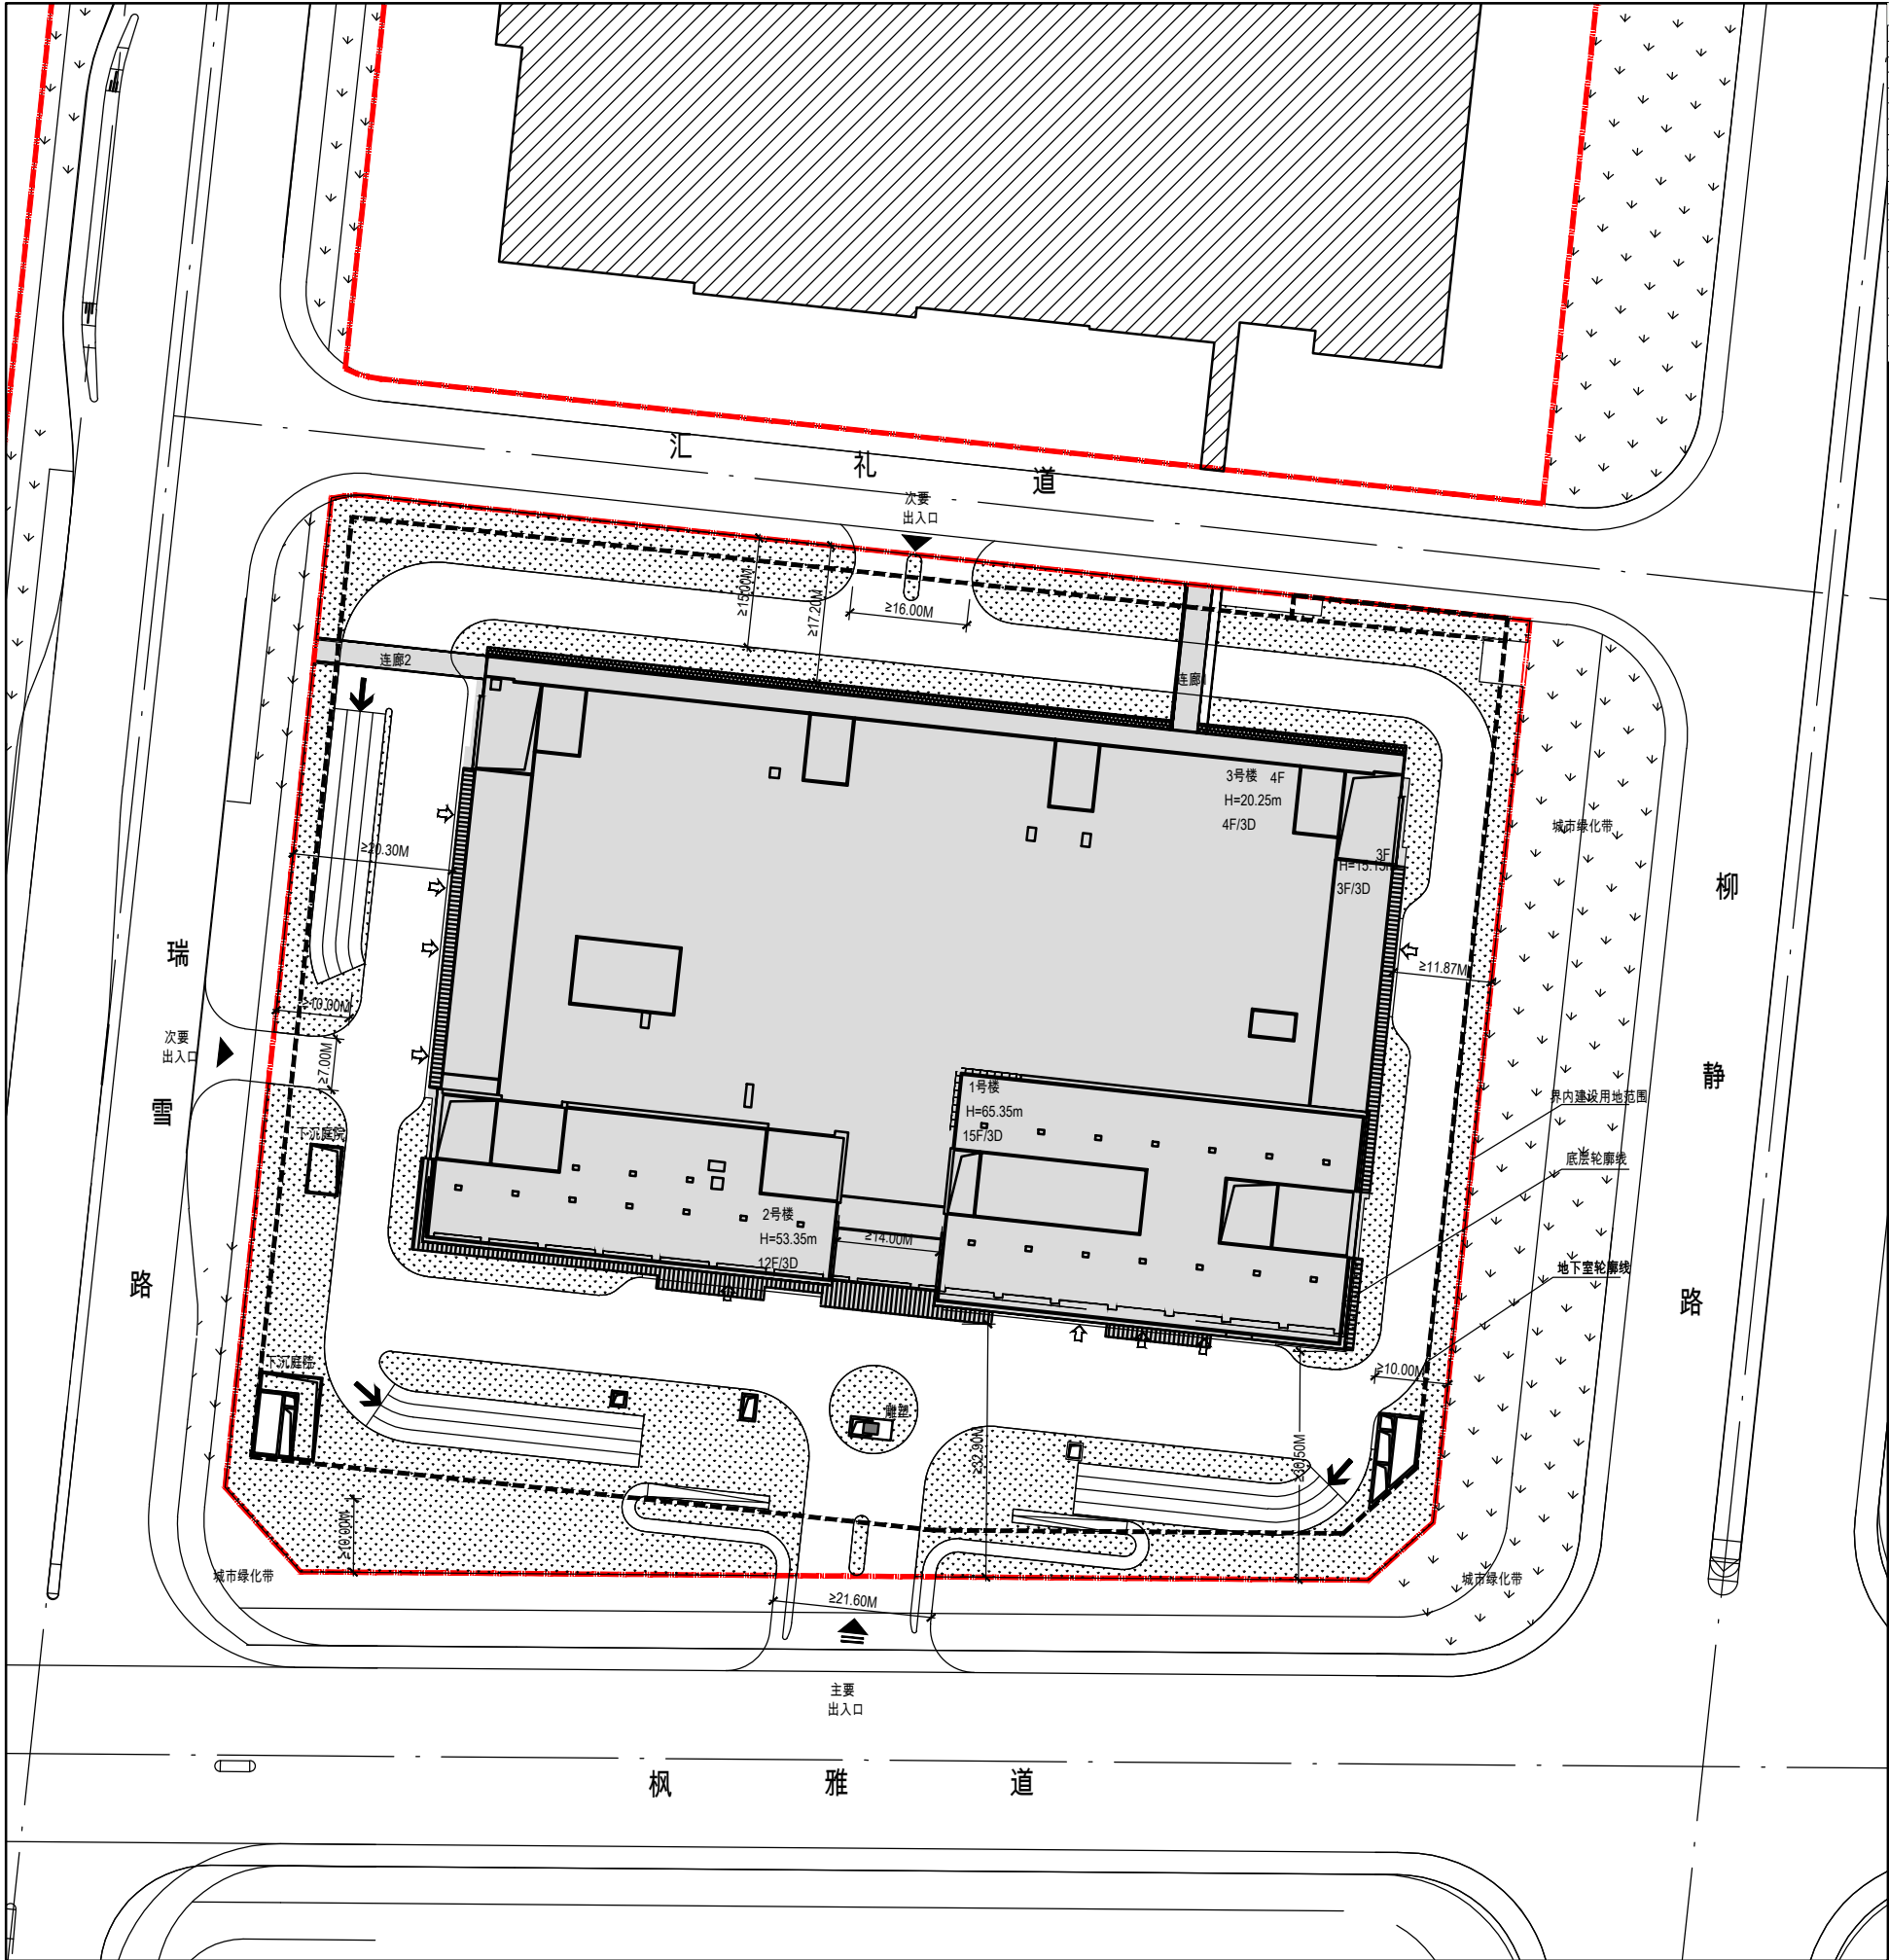 汇礼道
次要
出入口
≥15.00M
≥17.20M
≥16.00M
连廊2
连廊
3号楼 4F
H=20.25m
4F/3D
城市绿化带
≥20.30M
3F
H=15.15
3F/3D
柳静路
瑞雪路
≥11.87M
≥10.00M
次要
出入口
≥7.00M
1号楼
H=65.35m
15F/3D
界内建设用地范围
下沉庭院
底层轮廓线
2号楼
H=53.35m
12F/3D
≥14.00M
地下室轮廓线
下沉庭院
≥10.00M
雕塑
≥32.90M
≥30.50M
≥10.00M
城市绿化带
城市绿化带
≥21.60M
主要
出入口
枫雅道